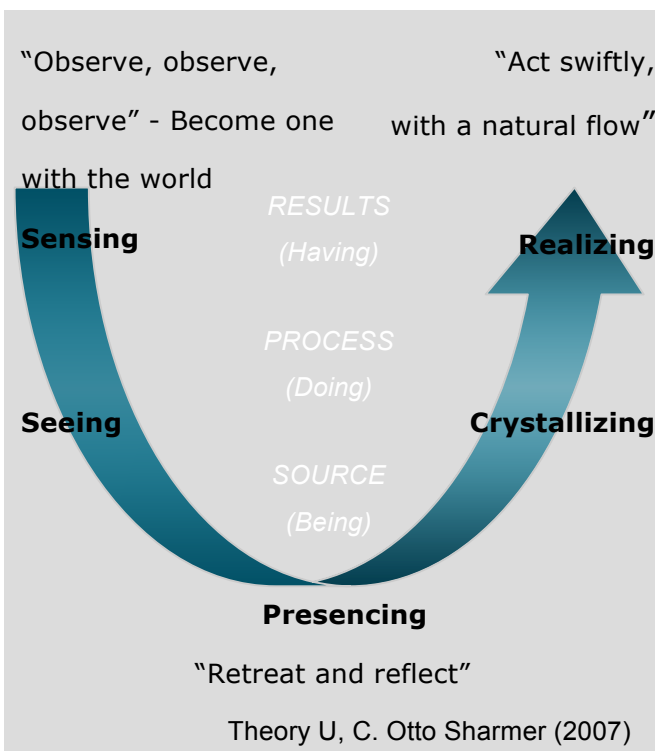 “Observe, observe,
observe” - Become one
with the world
“Act swiftly,
with a natural flow”
RESULTS
(Having)
Sensing
Realizing
PROCESS
(Doing)
Seeing
Crystallizing
SOURCE
(Being)
Presencing
“Retreat and reflect”
Theory U, C. Otto Sharmer (2007)